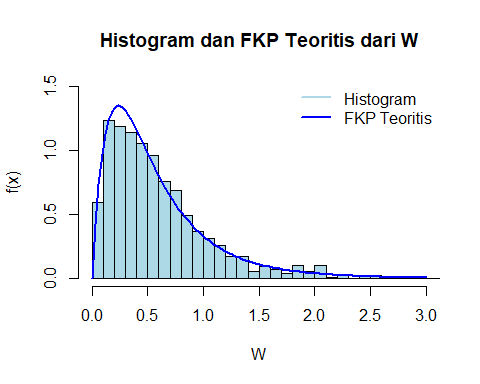 Histogram dan FKP Teoritis dari W
Histogram
FKP Teoritis
f(x)
1.5
1.0
0.5
0.0
0.0 0.5 1.0 1.5 2.0 2.5 3.0
W